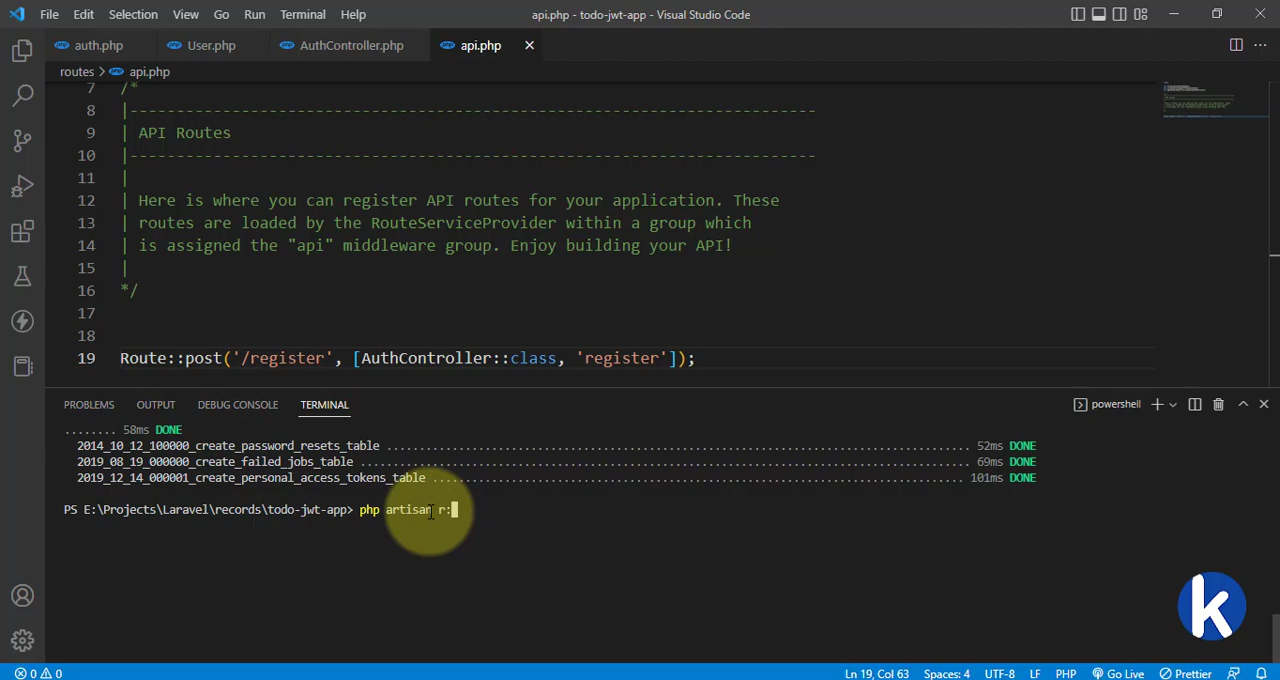 File Edit Selection View Go Run Terminal Help api.php - todo-jwt-app - Visual Studio Code
auth.php User.php AuthController.php api.php
routes > api.php
7 /*
8 |--------------------------------------------------------------------------
9 | API Routes
10 |--------------------------------------------------------------------------
11 |
12 | Here is where you can register API routes for your application. These
13 | routes are loaded by the RouteServiceProvider within a group which
14 | is assigned the "api" middleware group. Enjoy building your API!
15 |
16 */
17
18
19 Route::post('/register', [AuthController::class, 'register']);
PROBLEMS OUTPUT DEBUG CONSOLE TERMINAL powershell
........ 58ms DONE
2014_10_12_100000_create_password_resets_table ........................................ 52ms DONE
2019_08_19_000000_create_failed_jobs_table ........................................ 69ms DONE
2019_12_14_000001_create_personal_access_tokens_table ........................................ 101ms DONE
PS E:\Projects\Laravel\records\todo-jwt-app> php artisan r:
k
0 0 Ln 19, Col 63 Spaces: 4 UTF-8 LF PHP Go Live Prettier